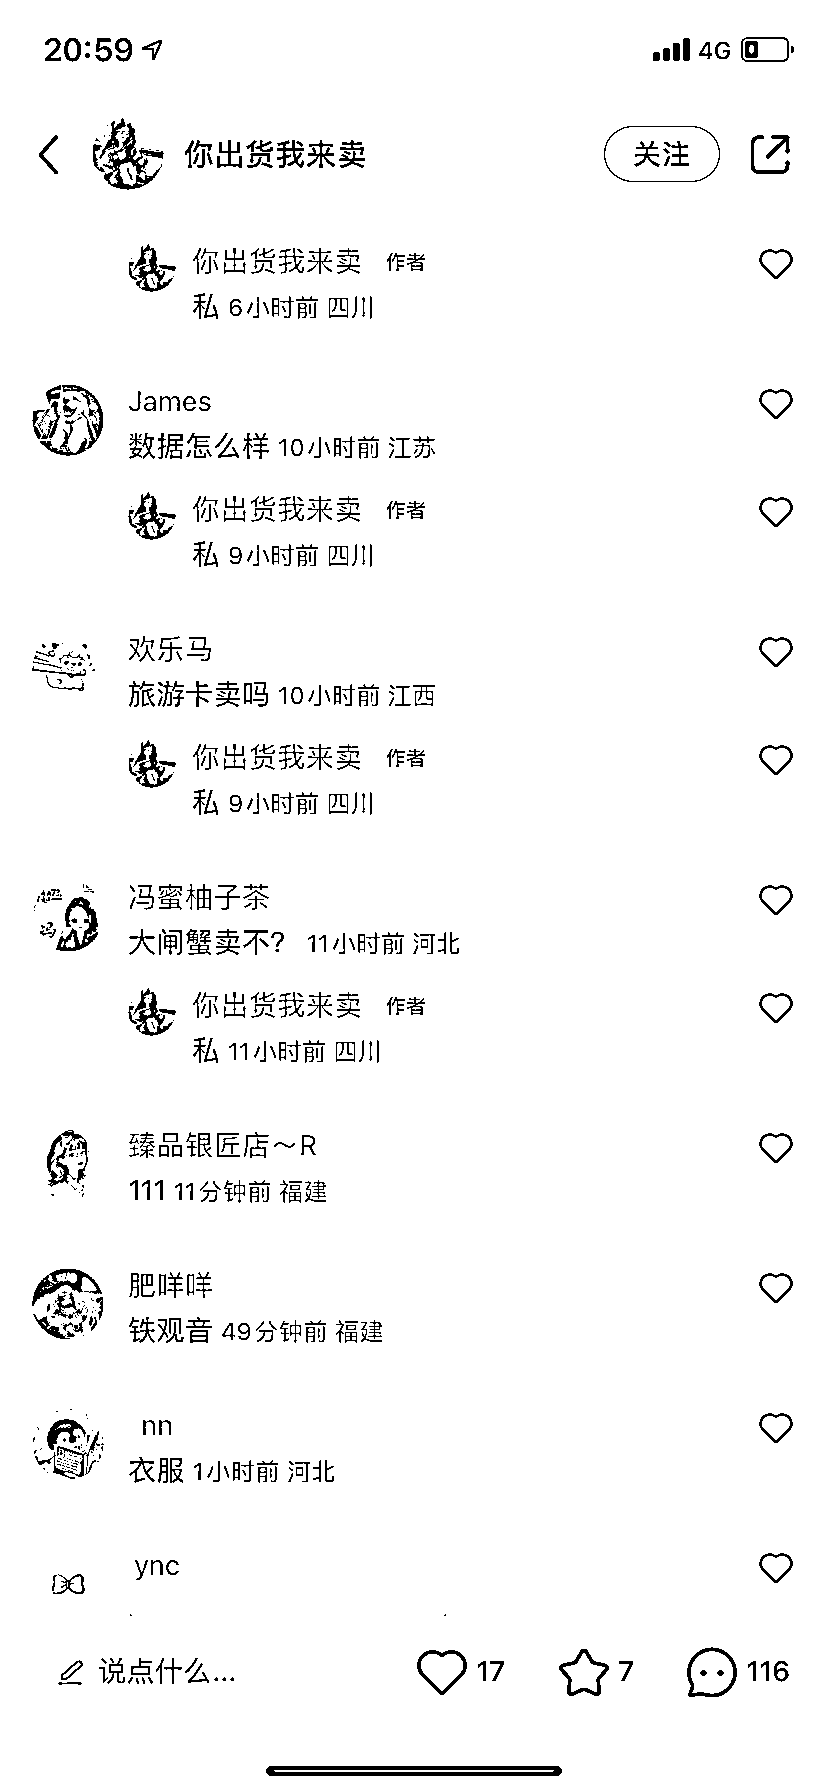 20:59 4G
你出货我来卖 关注
你出货我来卖 作者
私 6小时前 四川
James
数据怎么样 10小时前 江苏
你出货我来卖 作者
私 9小时前 四川
欢乐马
旅游卡卖吗 10小时前 江西
你出货我来卖 作者
私 9小时前 四川
冯蜜柚子茶
大闸蟹卖不？ 11小时前 河北
你出货我来卖 作者
私 11小时前 四川
臻品银匠店～R
111 11分钟前 福建
肥咩咩
铁观音 49分钟前 福建
nn
衣服 1小时前 河北
ync
说点什么... 17 7 116